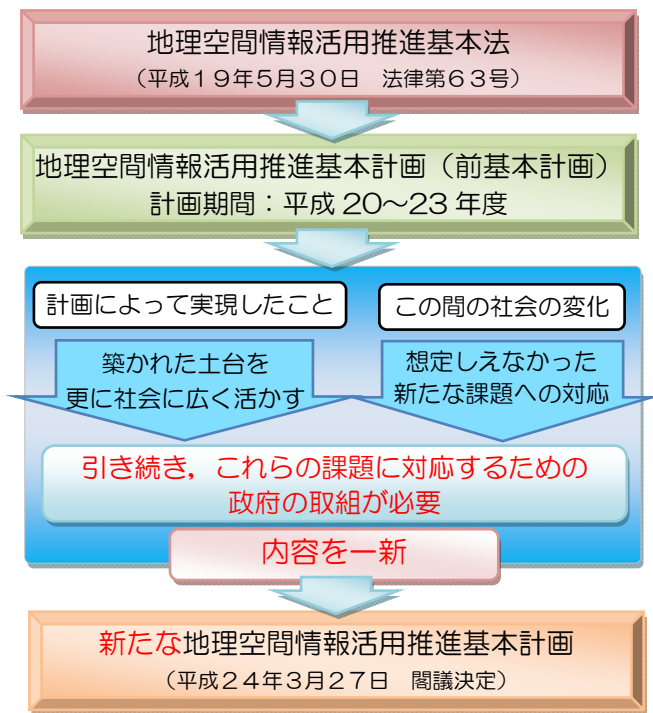 地理空間情報活用推進基本法
（平成１９年５月３０日　法律第６３号）
地理空間情報活用推進基本計画（前基本計画）
計画期間：平成 20～23 年度
計画によって実現したこと
この間の社会の変化
築かれた土台を
更に社会に広く活かす
想定しえなかった
新たな課題への対応
引き続き，これらの課題に対応するための
政府の取組が必要
内容を一新
新たな地理空間情報活用推進基本計画
（平成２４年３月２７日　閣議決定）